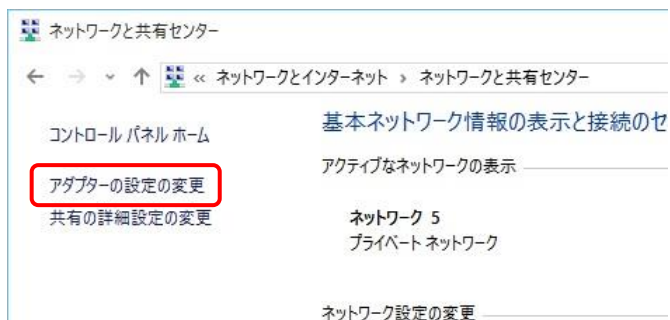 ネットワークと共有センター
← → ↑ « ネットワークとインターネット › ネットワークと共有センター
コントロール パネル ホーム
アダプターの設定の変更
共有の詳細設定の変更
基本ネットワーク情報の表示と接続のセ
アクティブなネットワークの表示
ネットワーク 5
プライベート ネットワーク
ネットワーク設定の変更